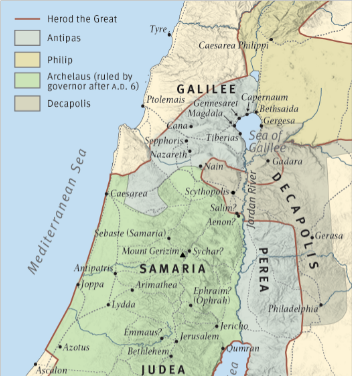 Herod the Great
Antipas
Philip
Archelaus (ruled by
governor after A.D. 6)
Decapolis
Tyre
Caesarea Philippi
GALILEE
Ptolemais
Gennesaret
Capernaum
Magdala
Bethsaida
Gergesa
Cana
Tiberias
Sea of
Galilee
Sepphoris
Nazareth
Nain
Gadara
Mediterranean Sea
Caesarea
Scythopolis
Jordan River
DECAPOLIS
Salim?
Aenon?
Sebaste (Samaria)
Gerasa
Mount Gerizim
Sychar?
SAMARIA
PEREA
Antipatris
Joppa
Arimathea
Ephraim?
(Ophrah)
Lydda
Philadelphia
Jericho
Emmaus?
Jerusalem
Azotus
Bethlehem
Qumran
Ascalon
JUDEA
ea